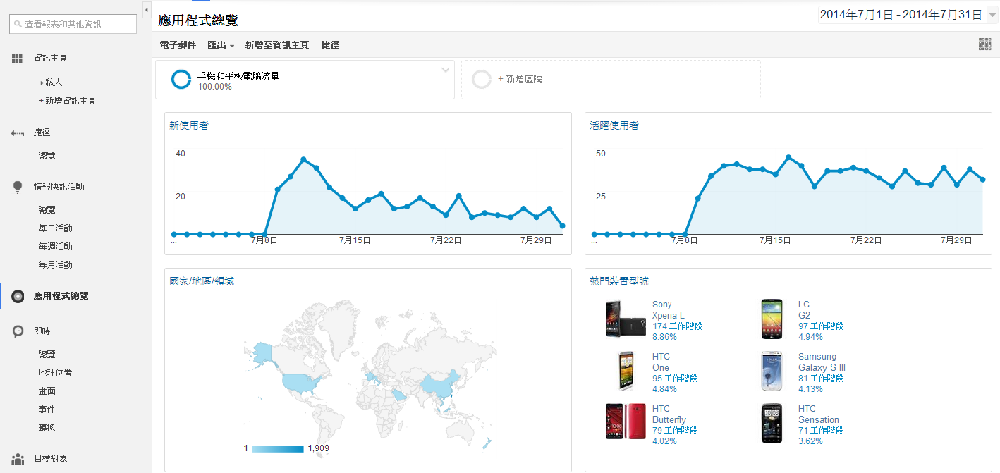 查看報表和其他資訊
資訊主頁
私人
+ 新增資訊主頁
捷徑
總覽
情報快訊活動
總覽
每日活動
每週活動
每月活動
應用程式總覽
即時
總覽
地理位置
畫面
事件
轉換
目標對象
應用程式總覽
2014年7月1日 - 2014年7月31日
電子郵件 匯出 新增至資訊主頁 捷徑
手機和平板電腦流量
100.00%
+ 新增區隔
新使用者
40
20
... 7月8日 7月15日 7月22日 7月29日
活躍使用者
50
25
... 7月8日 7月15日 7月22日 7月29日
國家/地區/領域
1 1,909
熱門裝置型號
Sony
Xperia L
174 工作階段
8.86%
LG
G2
97 工作階段
4.94%
HTC
One
95 工作階段
4.84%
Samsung
Galaxy S III
81 工作階段
4.13%
HTC
Butterfly
79 工作階段
4.02%
HTC
Sensation
71 工作階段
3.62%